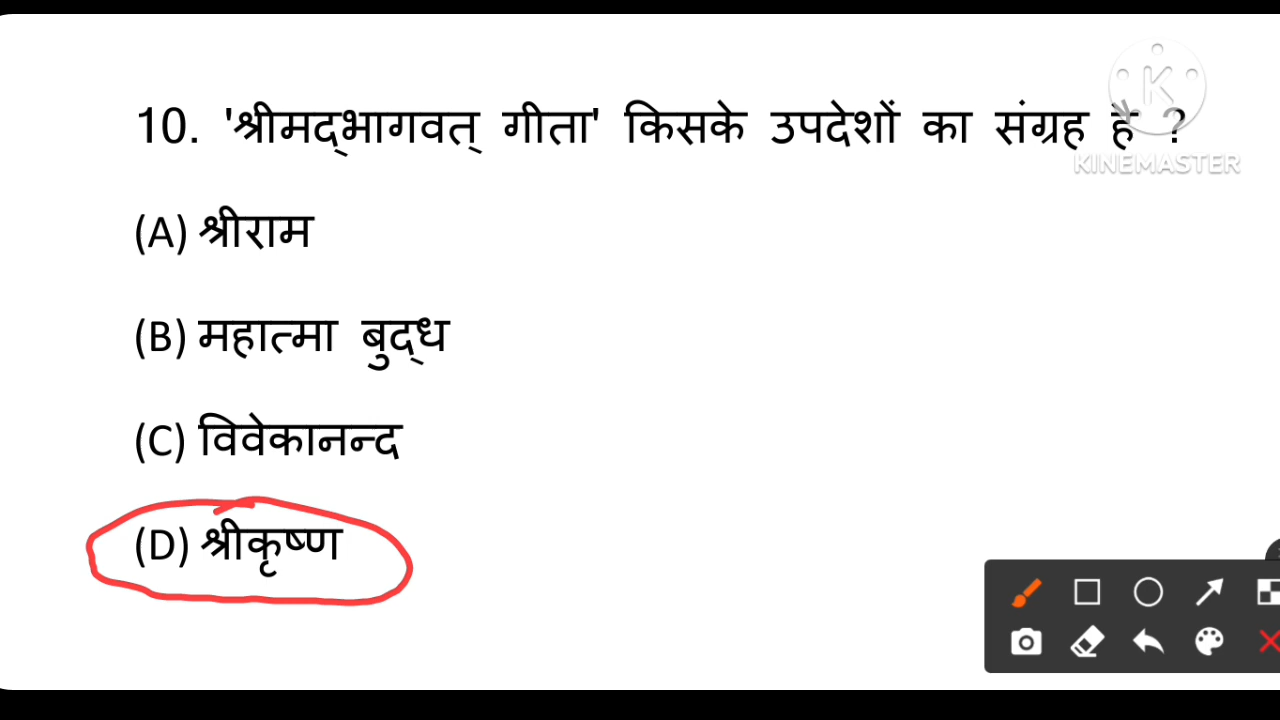 10. 'श्रीमद्भागवत् गीता' किसके उपदेशों का संग्रह है ?
KINEMASTER
(A) श्रीराम
(B) महात्मा बुद्ध
(C) विवेकानन्द
(D) श्रीकृष्ण